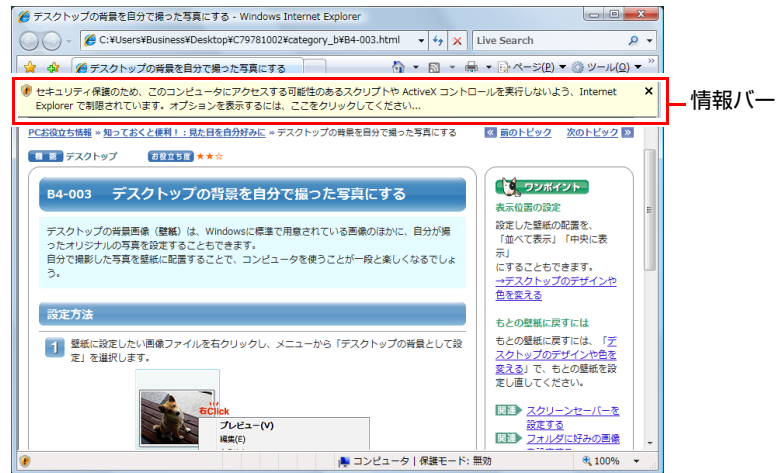 デスクトップの背景を自分で撮った写真にする - Windows Internet Explorer
C:¥Users¥Business¥Desktop¥C79781002¥category_b¥B4-003.html
Live Search
デスクトップの背景を自分で撮った写真にする
ページ(P)
ツール(O)
セキュリティ保護のため、このコンピュータにアクセスする可能性のあるスクリプトや ActiveX コントロールを実行しないよう、Internet
Explorer で制限されています。オプションを表示するには、ここをクリックしてください...
情報バー
PCお役立ち情報 » 知っておくと便利！：見た目を自分好みに » デスクトップの背景を自分で撮った写真にする
前のトピック
次のトピック
機 能 デスクトップ
お役立ち度 ★★☆
B4-003 デスクトップの背景を自分で撮った写真にする
デスクトップの背景画像（壁紙）は、Windowsに標準で用意されている画像のほかに、自分が撮
ったオリジナルの写真を設定することもできます。
自分で撮影した写真を壁紙に配置することで、コンピュータを使うことが一段と楽しくなるでしょ
う。
設定方法
1 壁紙に設定したい画像ファイルを右クリックし、メニューから「デスクトップの背景として設
定」を選択します。
右Click
プレビュー(V)
編集(E)
ワンポイント
表示位置の設定
設定した壁紙の配置を、
「並べて表示」「中央に表
示」
にすることもできます。
→デスクトップのデザインや
色を変える
もとの壁紙に戻すには
もとの壁紙に戻すには、「デ
スクトップのデザインや色を
変える」で、もとの壁紙を設
定し直してください。
関連 スクリーンセーバーを
設定する
関連 フォルダに好みの画像
コンピュータ | 保護モード: 無効
100%